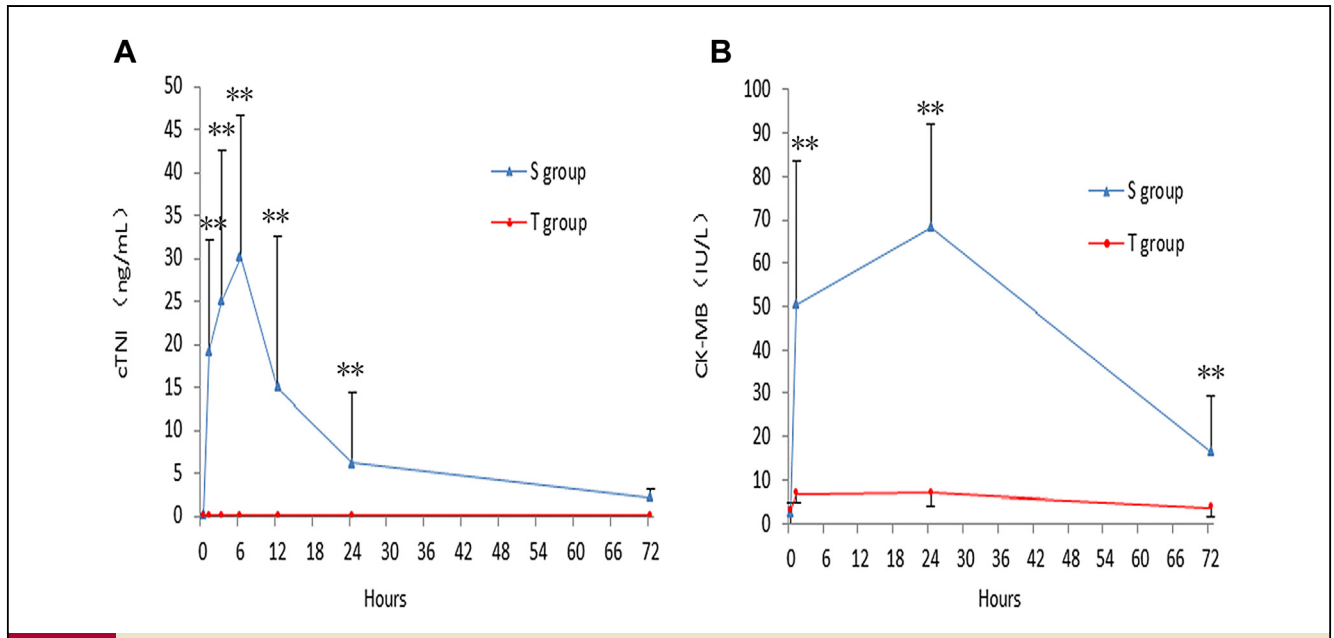 A
50
45
40
35
30
25
20
15
10
5
0
cTNI （ng/mL）
**
**
**
**
**
S group
T group
0 6 12 18 24 30 36 42 48 54 60 66 72
Hours
B
100
90
80
70
60
50
40
30
20
10
0
CK-MB （IU/L）
**
**
**
S group
T group
0 6 12 18 24 30 36 42 48 54 60 66 72
Hours